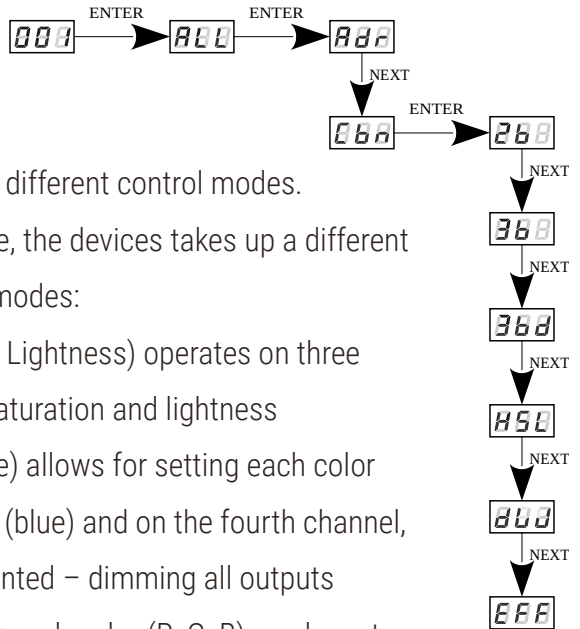 ENTER ENTER
001 ALL Adr
NEXT
ENTER
Cbn 2b
different control modes.
NEXT
e, the devices takes up a different
3b
modes:
NEXT
3bd
Lightness) operates on three
NEXT
aturation and lightness
HSL
e) allows for setting each color
NEXT
(blue) and on the fourth channel,
dUJ
nted – dimming all outputs
NEXT
EFF
(R, G, B)